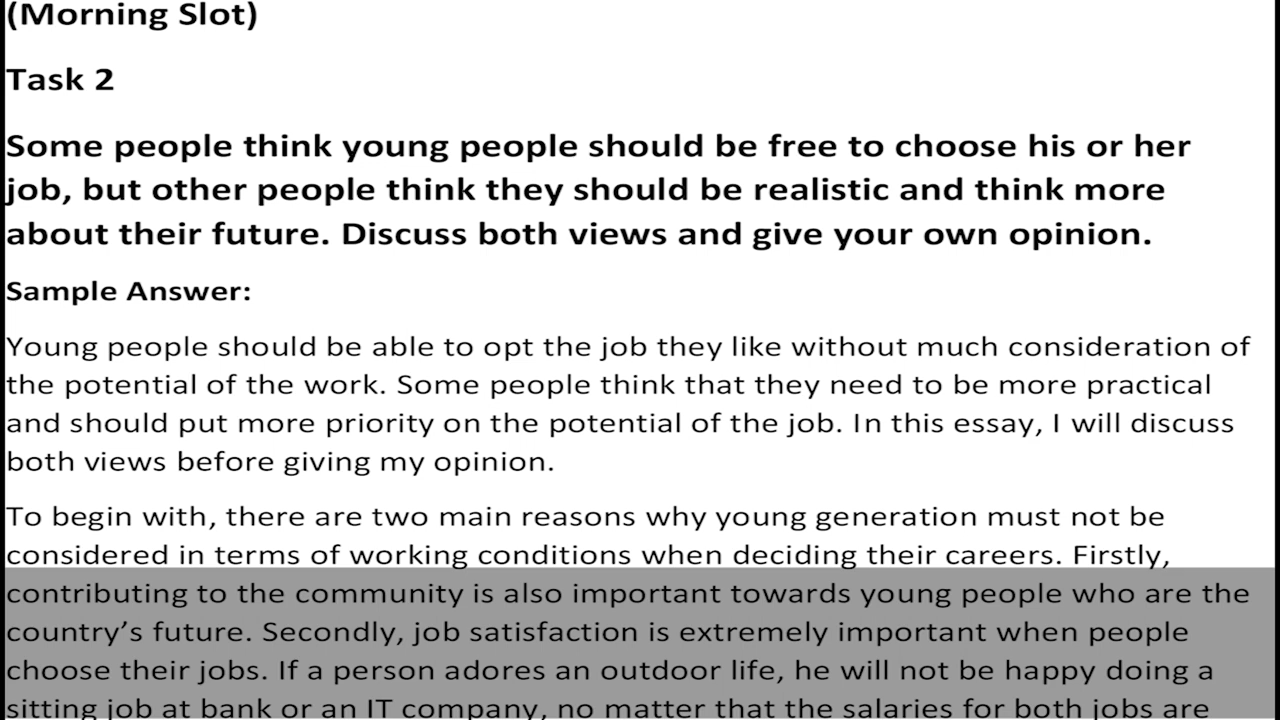 (Morning Slot)
Task 2
Some people think young people should be free to choose his or her
job, but other people think they should be realistic and think more
about their future. Discuss both views and give your own opinion.
Sample Answer:
Young people should be able to opt the job they like without much consideration of
the potential of the work. Some people think that they need to be more practical
and should put more priority on the potential of the job. In this essay, I will discuss
both views before giving my opinion.
To begin with, there are two main reasons why young generation must not be
considered in terms of working conditions when deciding their careers. Firstly,
contributing to the community is also important towards young people who are the
country’s future. Secondly, job satisfaction is extremely important when people
choose their jobs. If a person adores an outdoor life, he will not be happy doing a
sitting job at bank or an IT company, no matter that the salaries for both jobs are